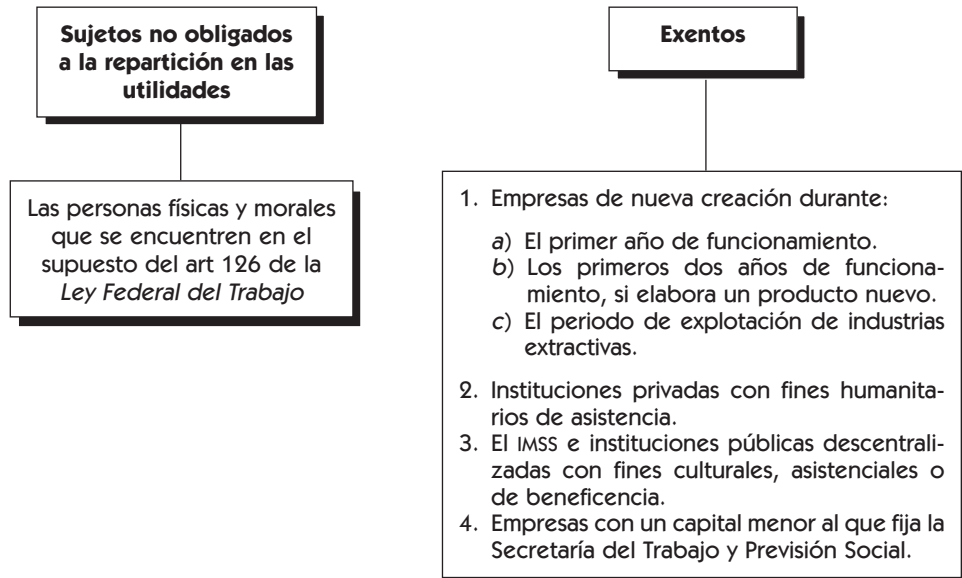 Sujetos no obligados
a la repartición en las
utilidades
Las personas físicas y morales
que se encuentren en el
supuesto del art 126 de la
Ley Federal del Trabajo
Exentos
1. Empresas de nueva creación durante:
a) El primer año de funcionamiento.
b) Los primeros dos años de funciona-
miento, si elabora un producto nuevo.
c) El periodo de explotación de industrias
extractivas.
2. Instituciones privadas con fines humanita-
rios de asistencia.
3. El IMSS e instituciones públicas descentrali-
zadas con fines culturales, asistenciales o
de beneficencia.
4. Empresas con un capital menor al que fija la
Secretaría del Trabajo y Previsión Social.